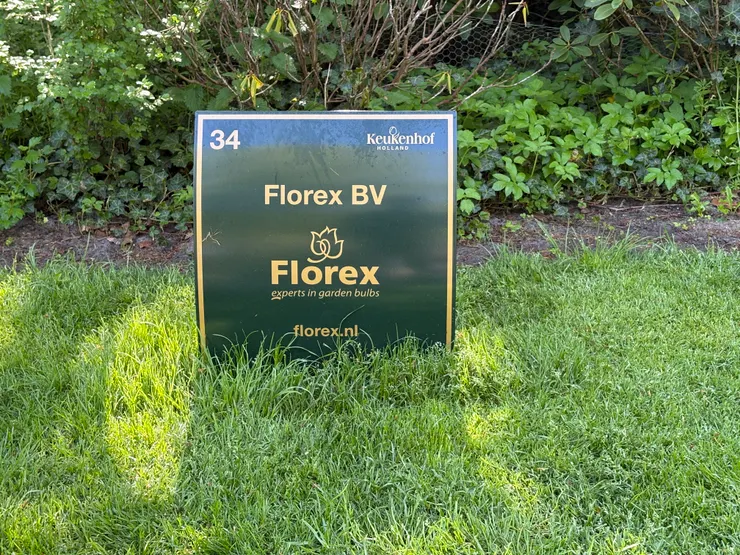 34
Keukenhof
HOLLAND
Florex BV
Florex
experts in garden bulbs
florex.nl